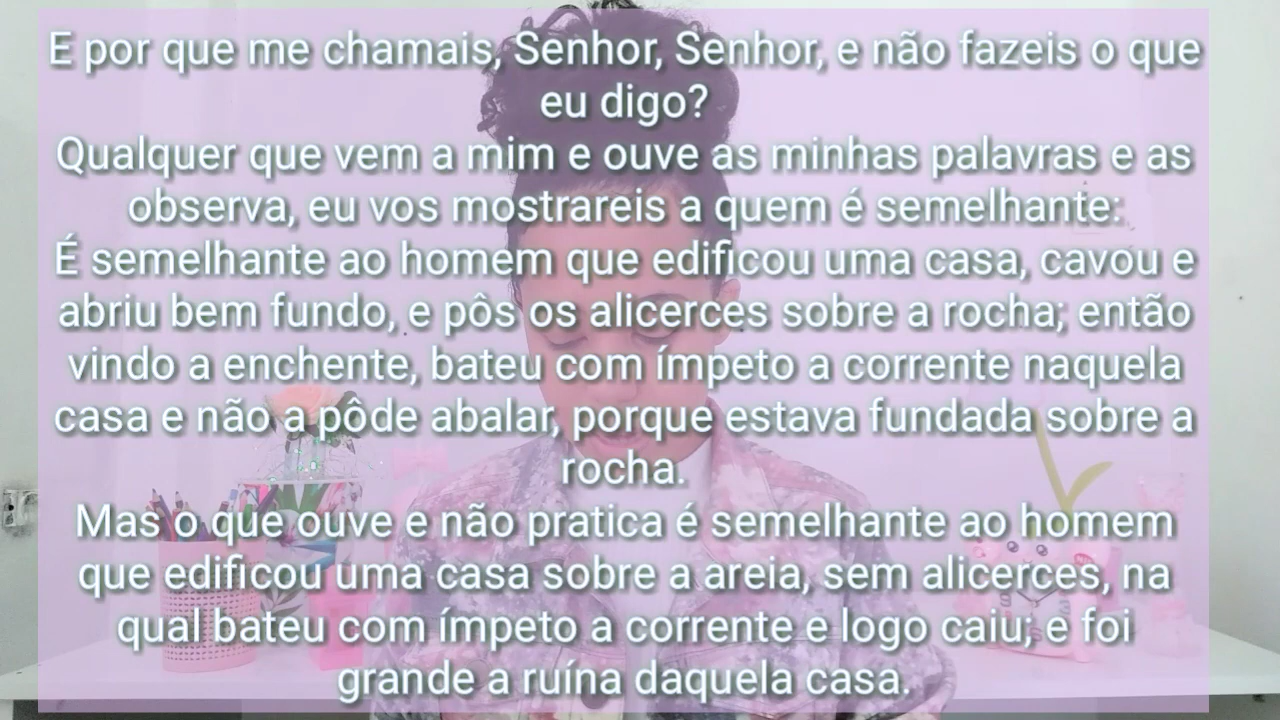 E por que me chamais, Senhor, Senhor, e não fazeis o que
eu digo?
Qualquer que vem a mim e ouve as minhas palavras e as
observa, eu vos mostrareis a quem é semelhante:
É semelhante ao homem que edificou uma casa, cavou e
abriu bem fundo, e pôs os alicerces sobre a rocha; então
vindo a enchente, bateu com ímpeto a corrente naquela
casa e não a pôde abalar, porque estava fundada sobre a
rocha.
Mas o que ouve e não pratica é semelhante ao homem
que edificou uma casa sobre a areia, sem alicerces, na
qual bateu com ímpeto a corrente e logo caiu; e foi
grande a ruína daquela casa.